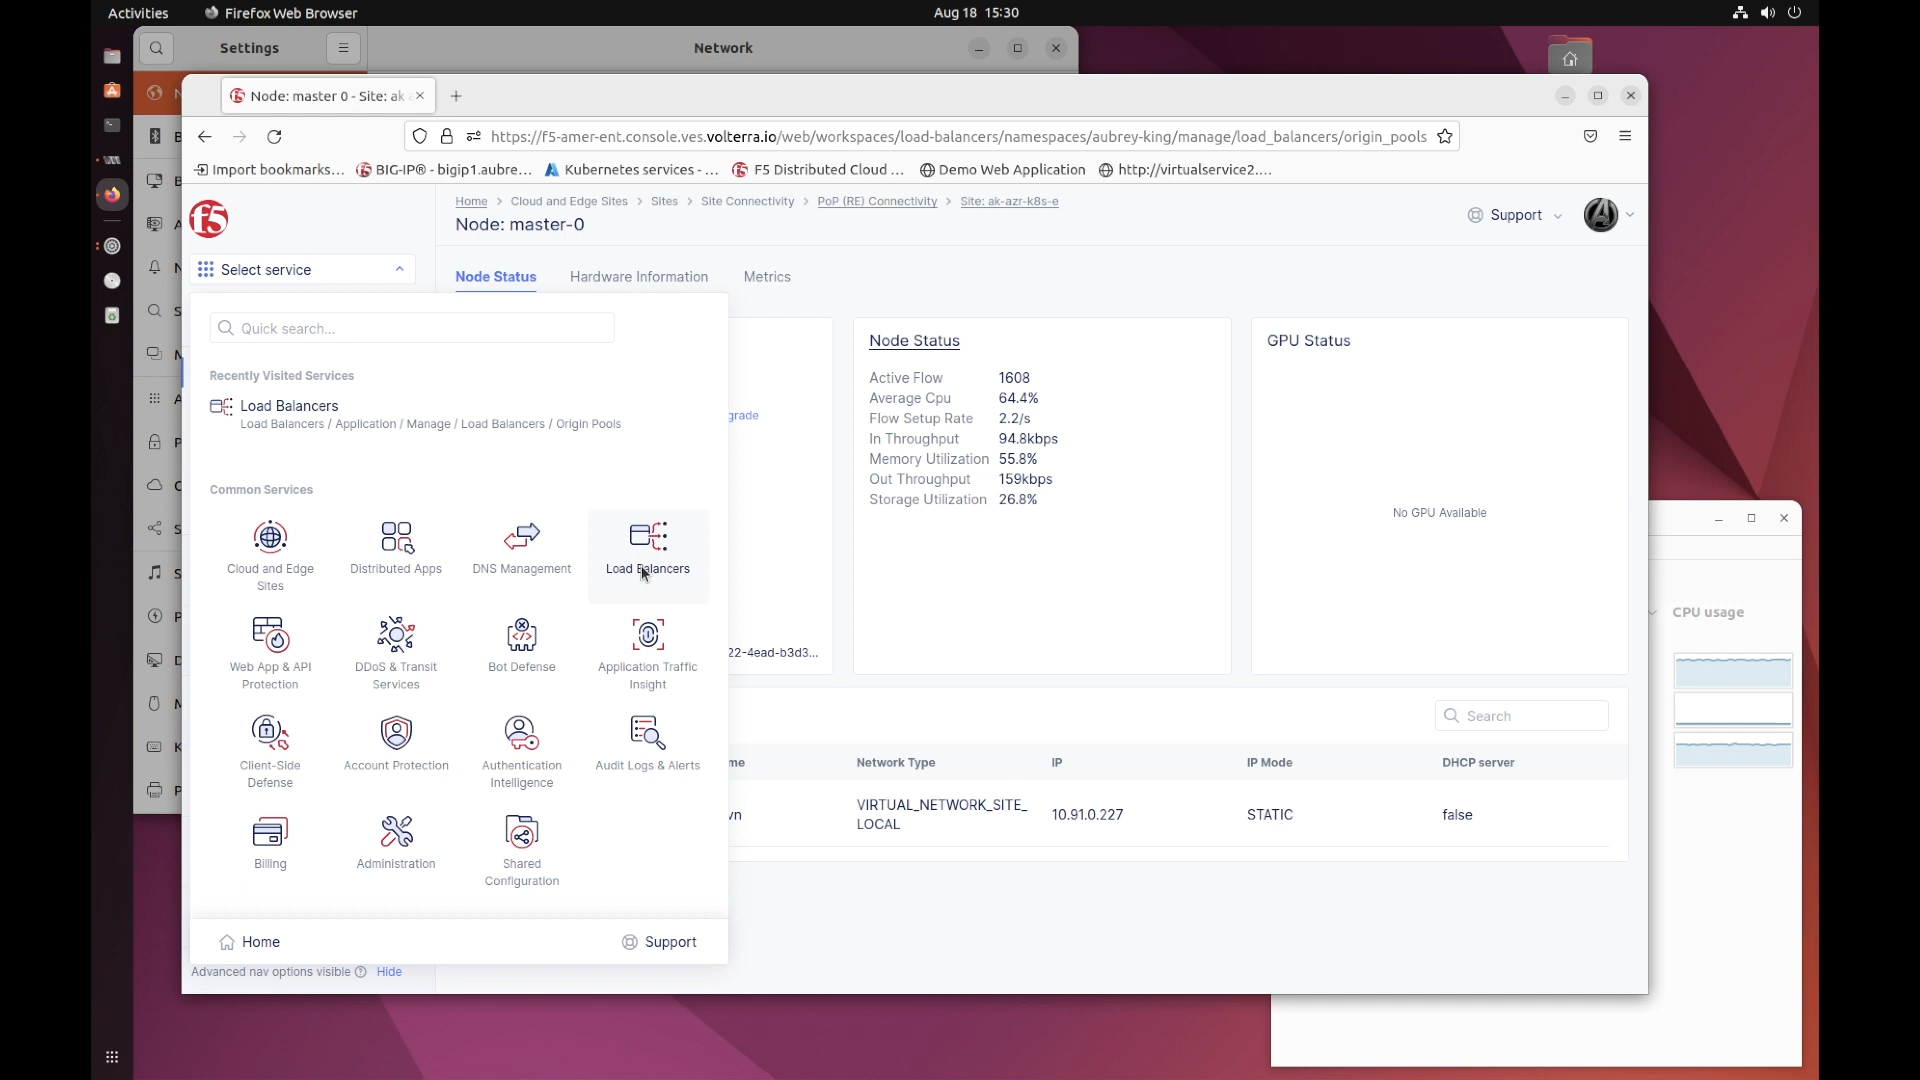 Activities
Firefox Web Browser
Aug 18 15:30
Settings
Network
Node: master 0 - Site: ak
https://f5-amer-ent.console.ves.volterra.io/web/workspaces/load-balancers/namespaces/aubrey-king/manage/load_balancers/origin_pools
Import bookmarks...
BIG-IP® - bigip1.aubre...
Kubernetes services - ...
F5 Distributed Cloud ...
Demo Web Application
http://virtualservice2....
f5
Home > Cloud and Edge Sites > Sites > Site Connectivity > PoP (RE) Connectivity > Site: ak-azr-k8s-e
Node: master-0
Support
Select service
Node Status
Hardware Information
Metrics
Quick search...
Recently Visited Services
Load Balancers
Load Balancers / Application / Manage / Load Balancers / Origin Pools
Common Services
Cloud and Edge
Sites
Distributed Apps
DNS Management
Load Balancers
Web App & API
Protection
DDoS & Transit
Services
Bot Defense
Application Traffic
Insight
Client-Side
Defense
Account Protection
Authentication
Intelligence
Audit Logs & Alerts
Billing
Administration
Shared
Configuration
Home
Support
Advanced nav options visible
Hide
grade
22-4ead-b3d3...
Node Status
Active Flow 1608
Average Cpu 64.4%
Flow Setup Rate 2.2/s
In Throughput 94.8kbps
Memory Utilization 55.8%
Out Throughput 159kbps
Storage Utilization 26.8%
GPU Status
No GPU Available
Search
me
Network Type
IP
IP Mode
DHCP server
vn
VIRTUAL_NETWORK_SITE_
LOCAL
10.91.0.227
STATIC
false
CPU usage